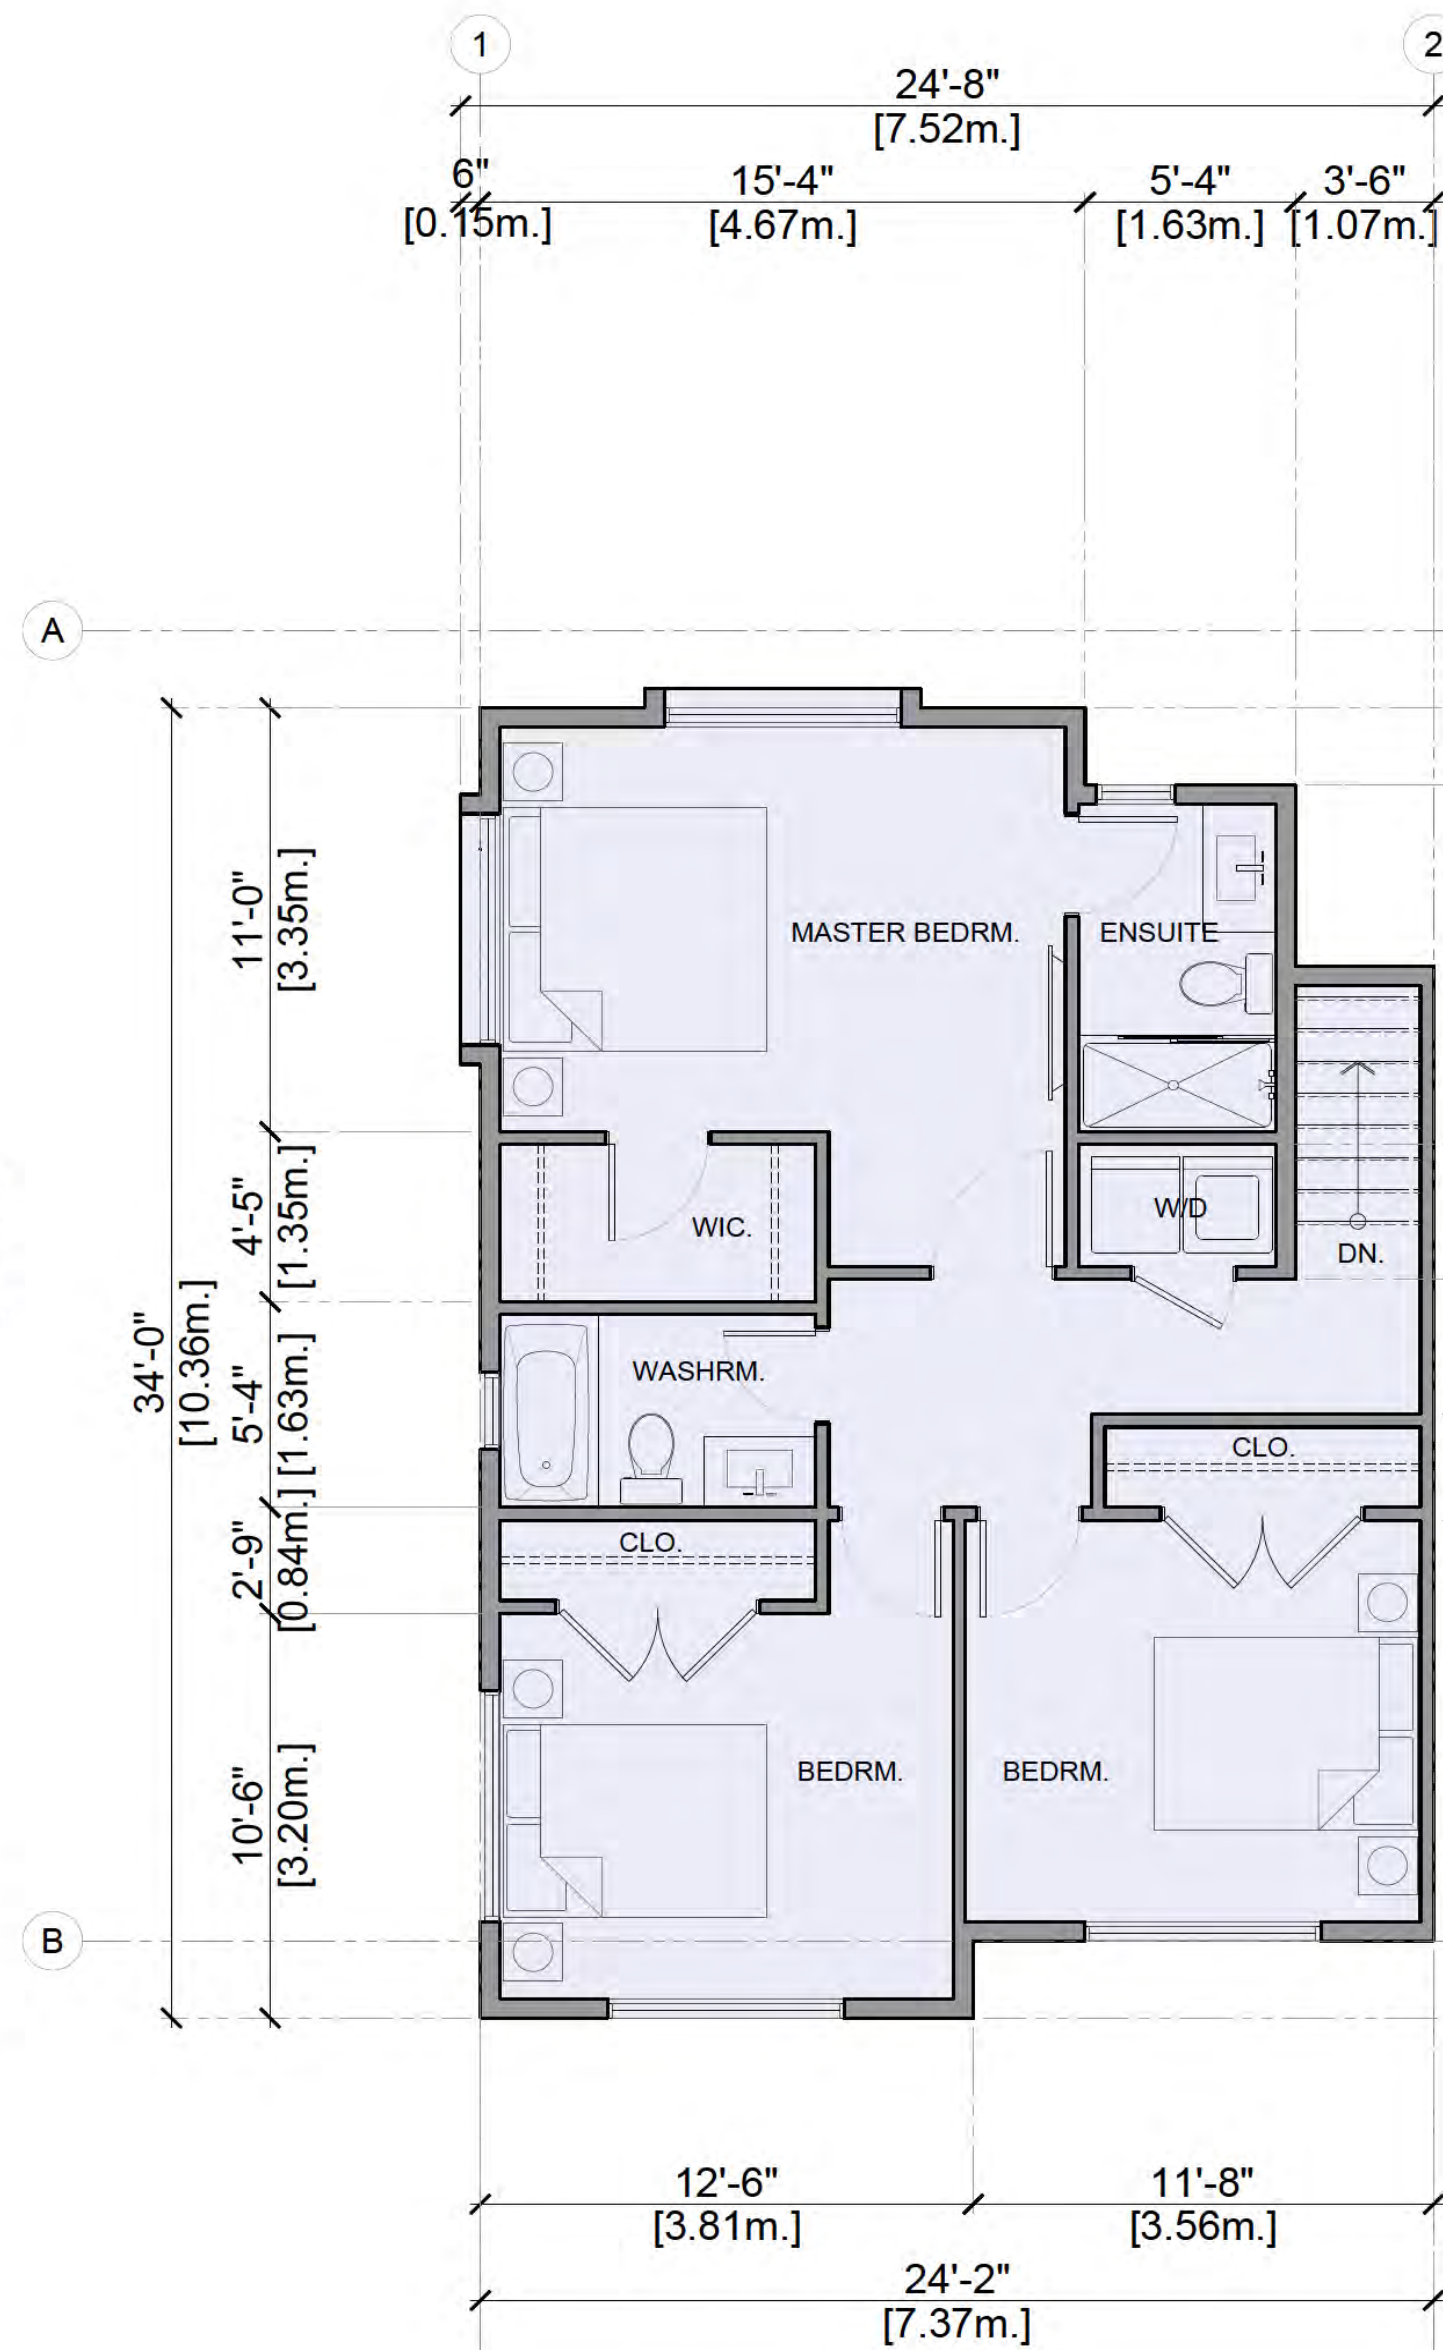 1
2
24'-8"
[7.52m.]
6"
[0.15m.]
15'-4"
[4.67m.]
5'-4"
[1.63m.]
3'-6"
[1.07m.]
A
11'-0"
[3.35m.]
MASTER BEDRM.
ENSUITE
4'-5"
[1.35m.]
WIC.
W/D
DN.
34'-0"
[10.36m.]
5'-4"
[1.63m.]
WASHRM.
CLO.
2'-9"
[0.84m.]
CLO.
10'-6"
[3.20m.]
BEDRM.
BEDRM.
B
12'-6"
[3.81m.]
11'-8"
[3.56m.]
24'-2"
[7.37m.]